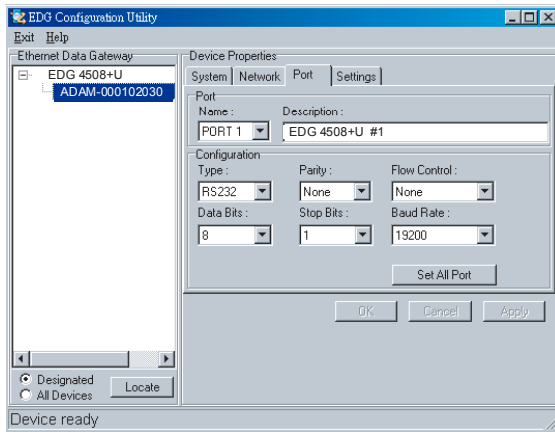 EDG Configuration Utility
Exit Help
Ethernet Data Gateway
EDG 4508+U
ADAM-000102030
Device Properties
System Network Port Settings
Port
Name : Description :
PORT 1 EDG 4508+U #1
Configuration
Type : Parity : Flow Control :
RS232 None None
Data Bits : Stop Bits : Baud Rate :
8 1 19200
Set All Port
OK Cancel Apply
Designated
All Devices
Locate
Device ready